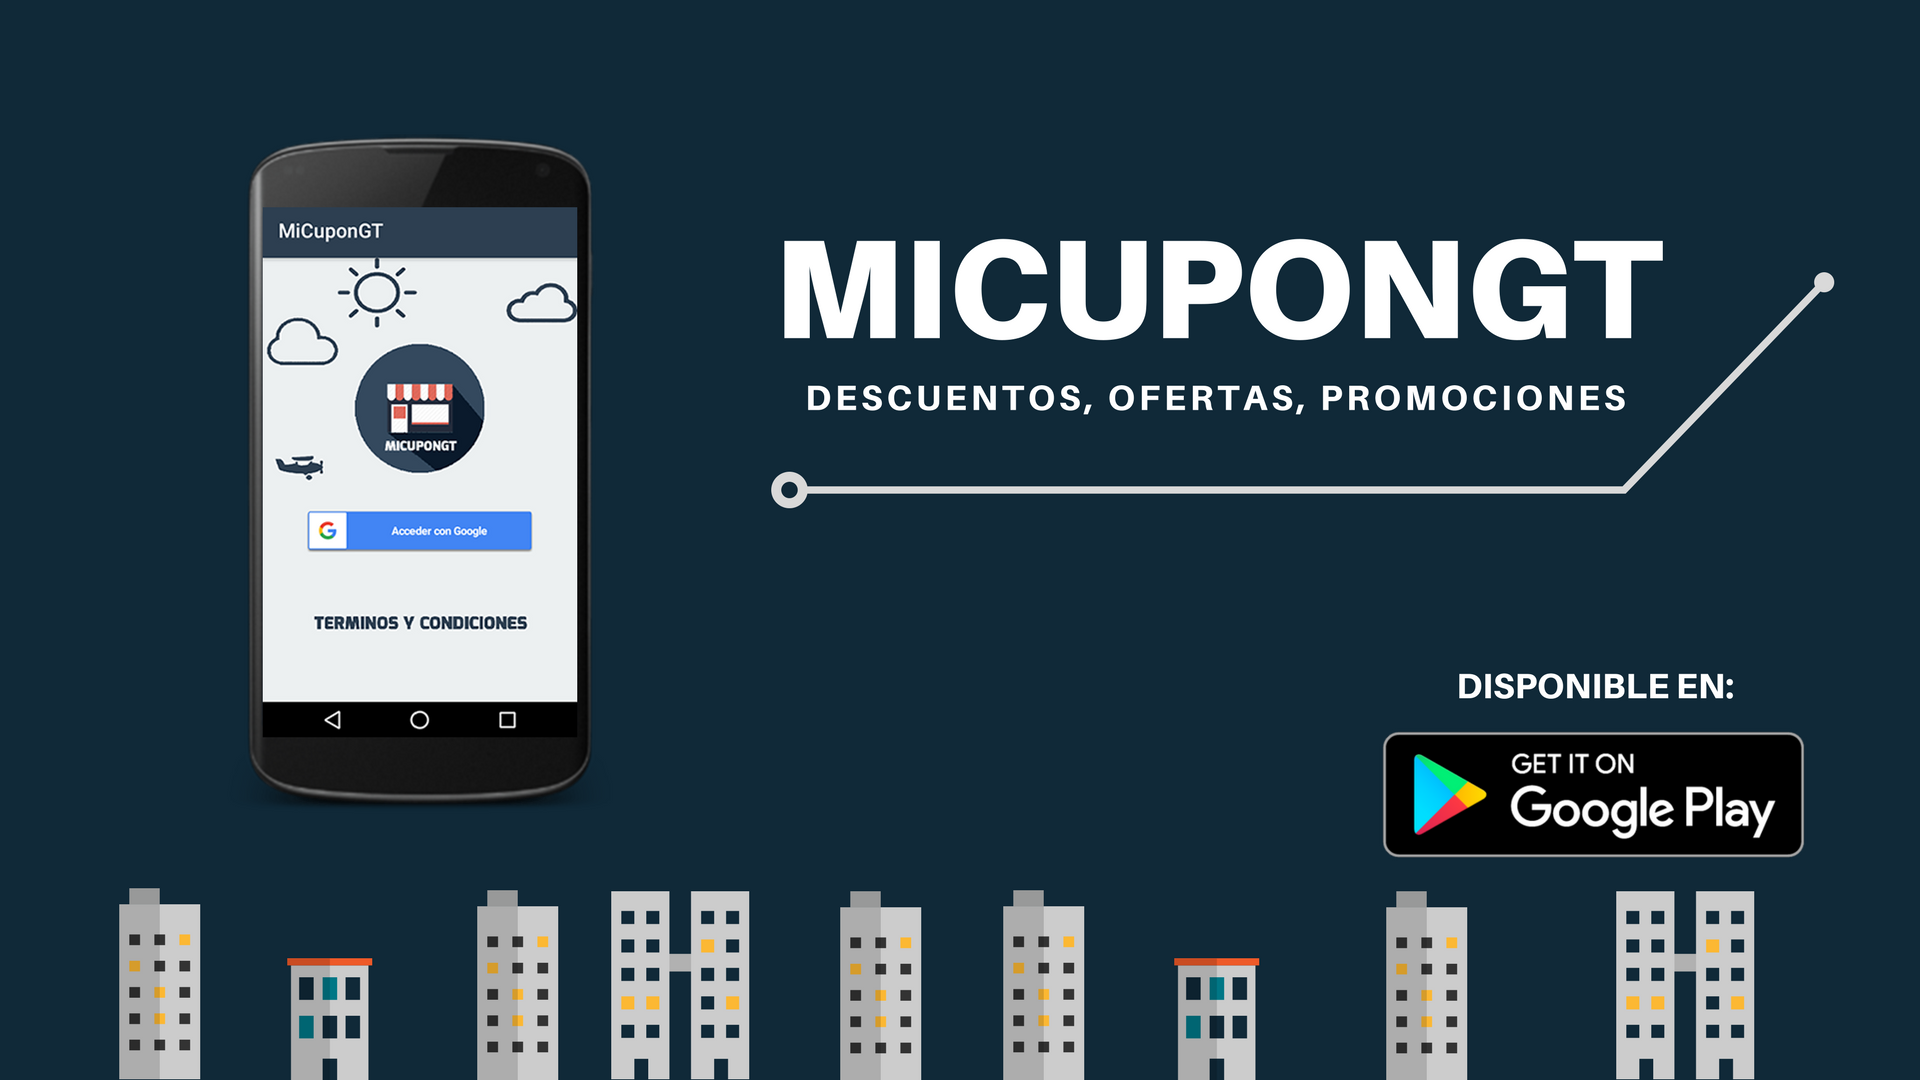 MiCuponGT
MICUPONGT
Acceder con Google
TERMINOS Y CONDICIONES
MICUPONGT
DESCUENTOS, OFERTAS, PROMOCIONES
DISPONIBLE EN:
GET IT ON
Google Play